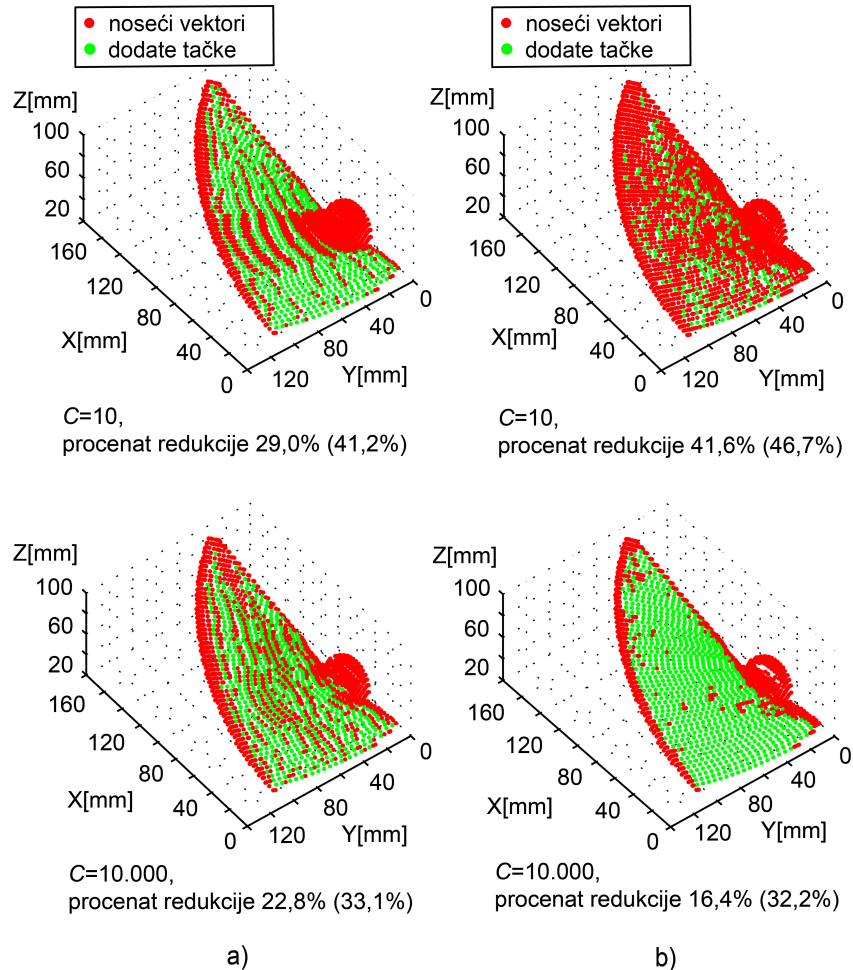 noseći vektori
dodate tačke
Z[mm]
100
60
20
160
120
80
40
0
X[mm]
120
80
40
0
Y[mm]
C=10,
procenat redukcije 29,0% (41,2%)
noseći vektori
dodate tačke
Z[mm]
100
60
20
160
120
80
40
0
X[mm]
120
80
40
0
Y[mm]
C=10,
procenat redukcije 41,6% (46,7%)
Z[mm]
100
60
20
160
120
80
40
0
X[mm]
120
80
40
0
Y[mm]
C=10.000,
procenat redukcije 22,8% (33,1%)
a)
Z[mm]
100
60
20
160
120
80
40
0
X[mm]
120
80
40
0
Y[mm]
C=10.000,
procenat redukcije 16,4% (32,2%)
b)